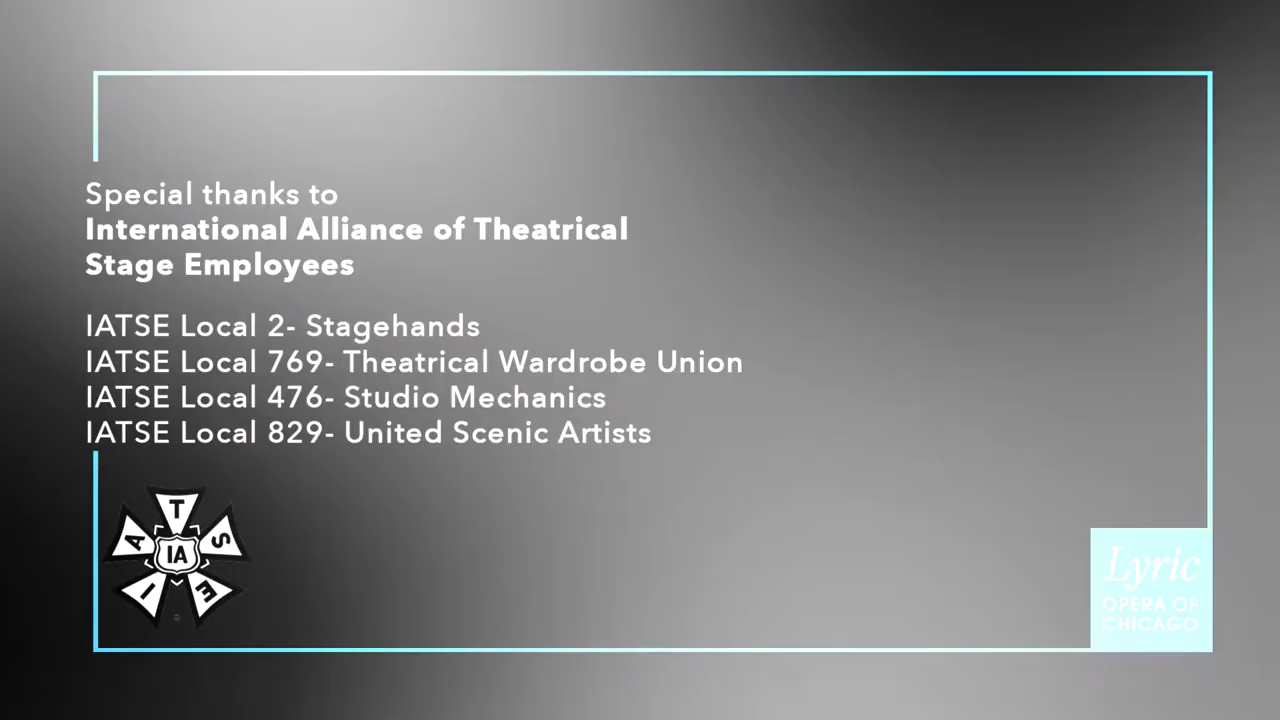 Special thanks to
International Alliance of Theatrical
Stage Employees
IATSE Local 2- Stagehands
IATSE Local 769- Theatrical Wardrobe Union
IATSE Local 476- Studio Mechanics
IATSE Local 829- United Scenic Artists
I A T S E
IA
Lyric
OPERA OF
CHICAGO